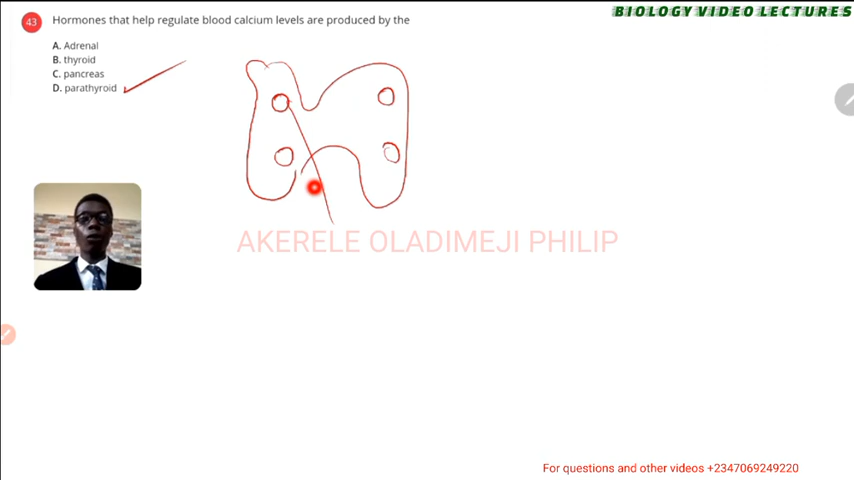 BIOLOGY VIDEO LECTURES
43 Hormones that help regulate blood calcium levels are produced by the
A. Adrenal
B. thyroid
C. pancreas
D. parathyroid
AKERELE OLADIMEJI PHILIP
For questions and other videos +2347069249220